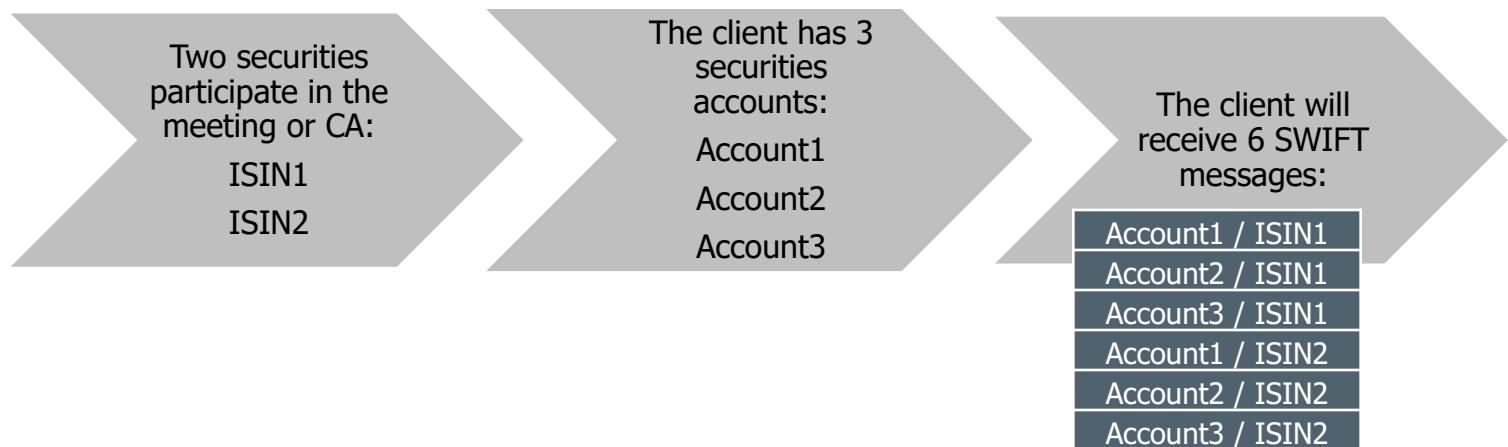 Two securities
participate in the
meeting or CA:
ISIN1
ISIN2
The client has 3
securities
accounts:
Account1
Account2
Account3
The client will
receive 6 SWIFT
messages:
Account1 / ISIN1
Account2 / ISIN1
Account3 / ISIN1
Account1 / ISIN2
Account2 / ISIN2
Account3 / ISIN2